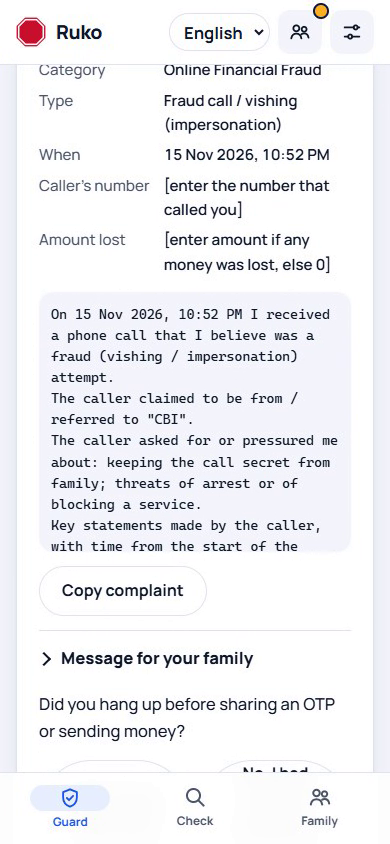 Ruko
English
Category Online Financial Fraud
Type Fraud call / vishing
(impersonation)
When 15 Nov 2026, 10:52 PM
Caller's number [enter the number that
called you]
Amount lost [enter amount if any
money was lost, else 0]
On 15 Nov 2026, 10:52 PM I received
a phone call that I believe was a
fraud (vishing / impersonation)
attempt.
The caller claimed to be from /
referred to "CBI".
The caller asked for or pressured me
about: keeping the call secret from
family; threats of arrest or of
blocking a service.
Key statements made by the caller,
with time from the start of the
Copy complaint
Message for your family
Did you hang up before sharing an OTP
or sending money?
No, I had
Guard Check Family